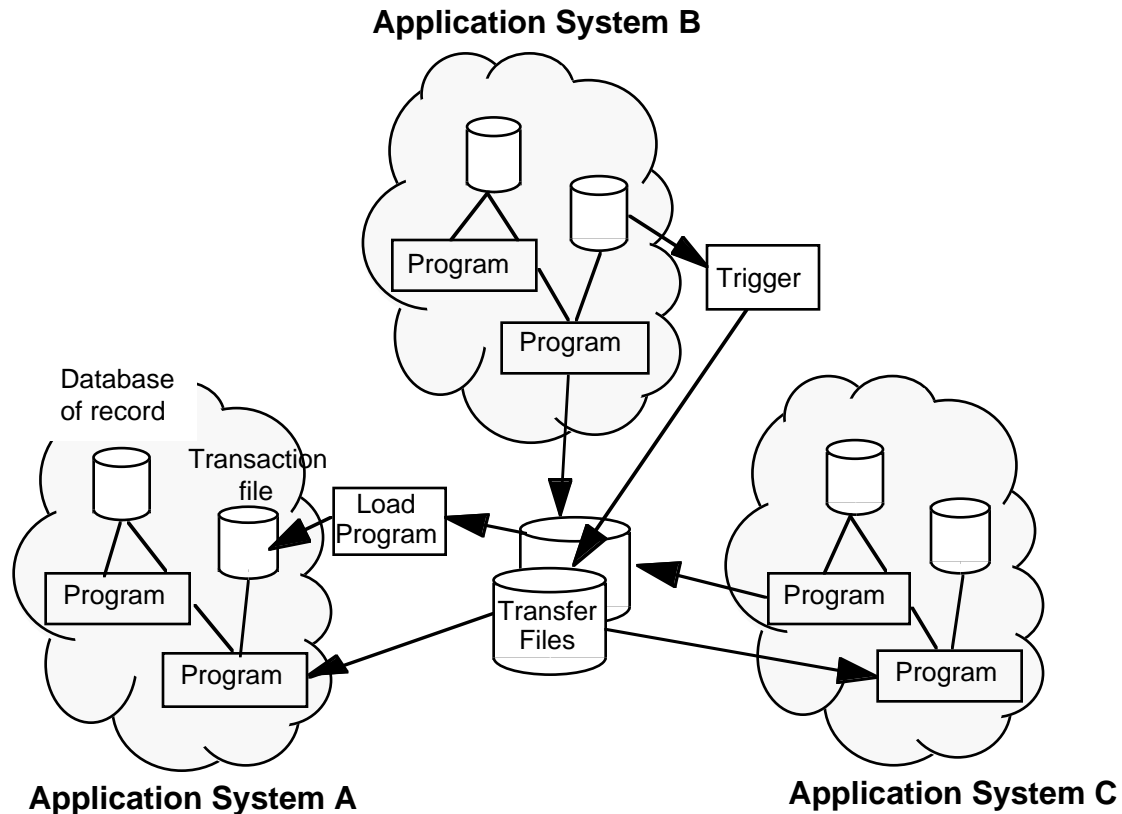 Application System B
Program
Trigger
Program
Database
of record
Transaction
file
Load
Program
Program
Transfer
Files
Program
Program
Program
Application System A
Application System C